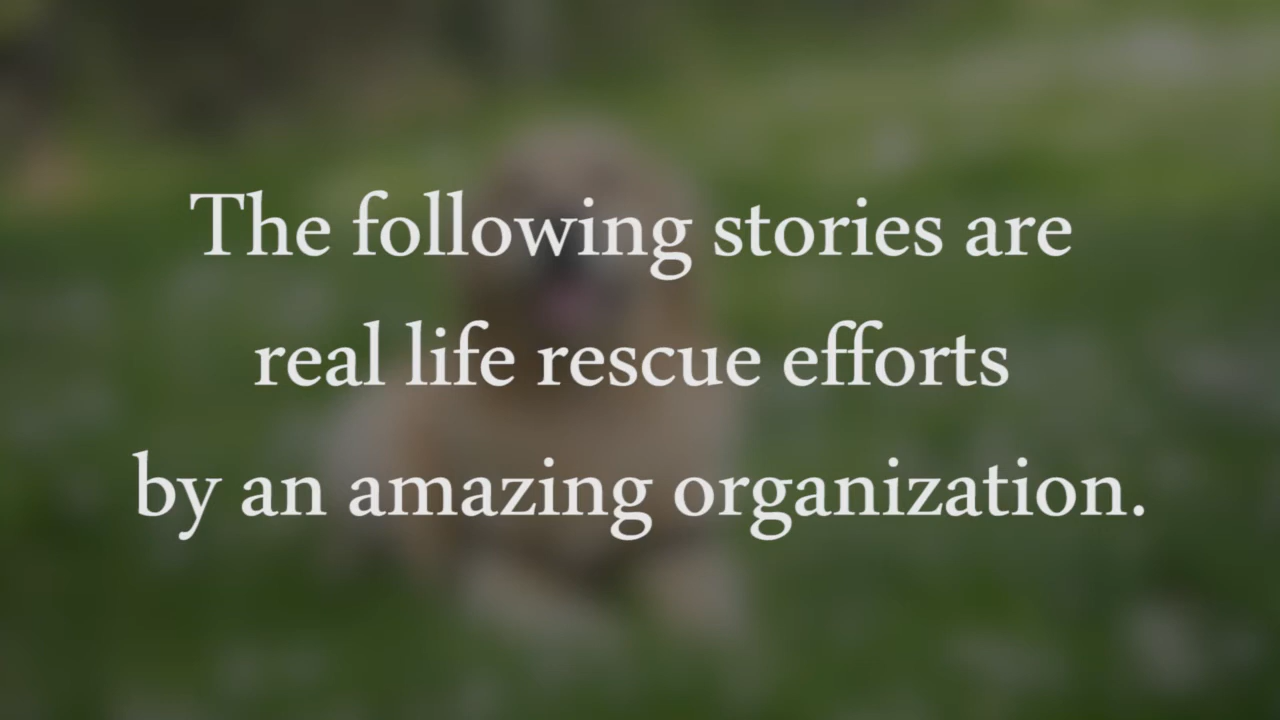 The following stories are
real life rescue efforts
by an amazing organization.